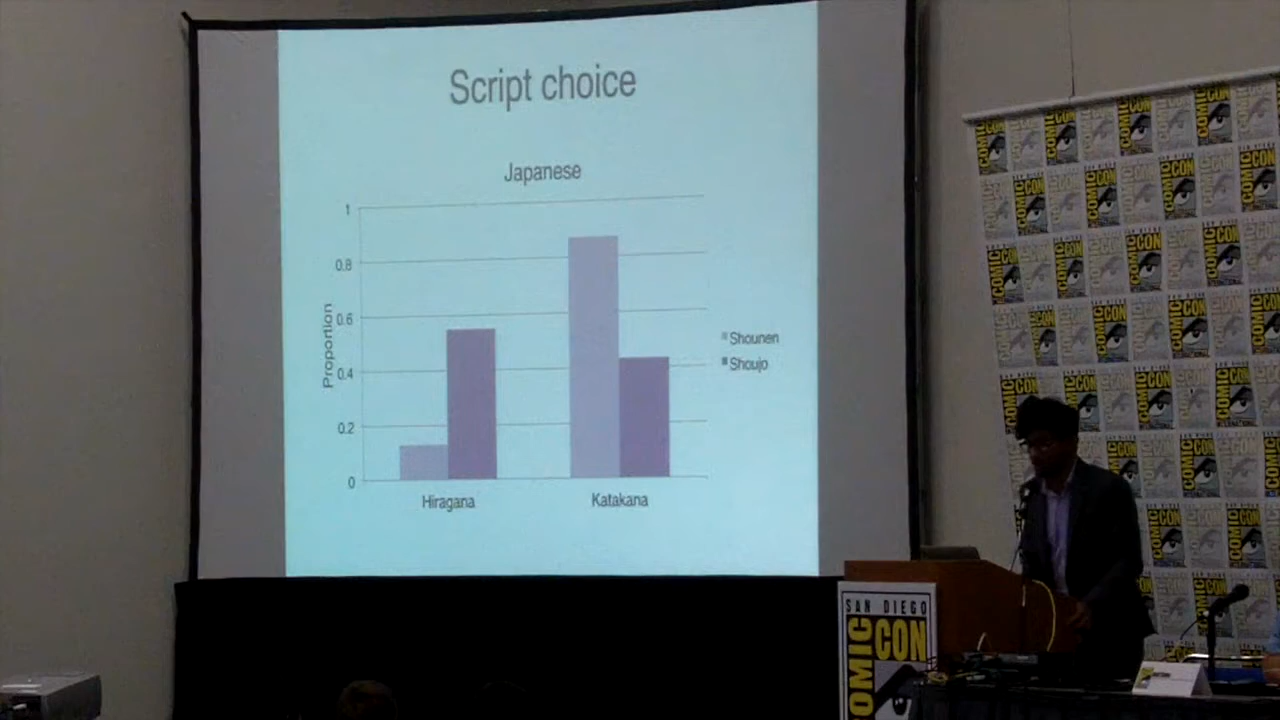 Script choice
Japanese
1
0.8
0.6
0.4
0.2
0
Proportion
Hiragana
Katakana
Shounen
Shoujo
SAN DIEGO
COMIC CON